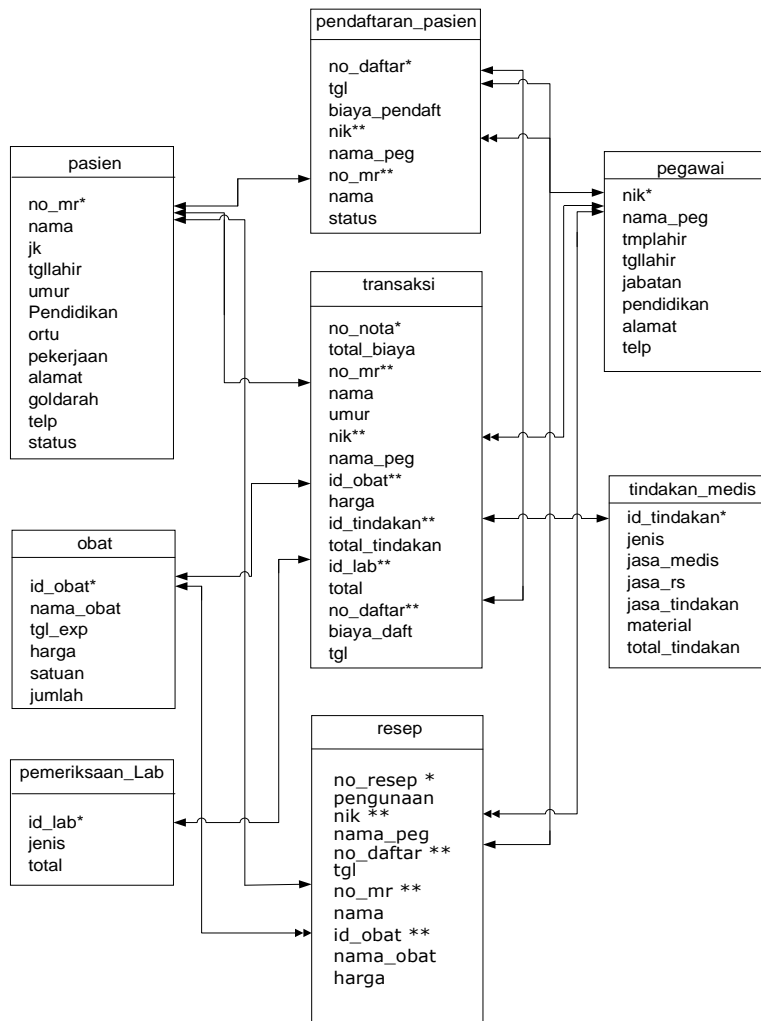 pendaftaran_pasien
no_daftar*
tgl
biaya_pendaft
nik**
nama_peg
no_mr**
nama
status
pasien
no_mr*
nama
jk
tgllahir
umur
Pendidikan
ortu
pekerjaan
alamat
goldarah
telp
status
pegawai
nik*
nama_peg
tmplahir
tgllahir
jabatan
pendidikan
alamat
telp
transaksi
no_nota*
total_biaya
no_mr**
nama
umur
nik**
nama_peg
id_obat**
harga
id_tindakan**
total_tindakan
id_lab**
total
no_daftar**
biaya_daft
tgl
tindakan_medis
id_tindakan*
jenis
jasa_medis
jasa_rs
jasa_tindakan
material
total_tindakan
obat
id_obat*
nama_obat
tgl_exp
harga
satuan
jumlah
pemeriksaan_Lab
id_lab*
jenis
total
resep
no_resep *
pengunaan
nik **
nama_peg
no_daftar **
tgl
no_mr **
nama
id_obat **
nama_obat
harga